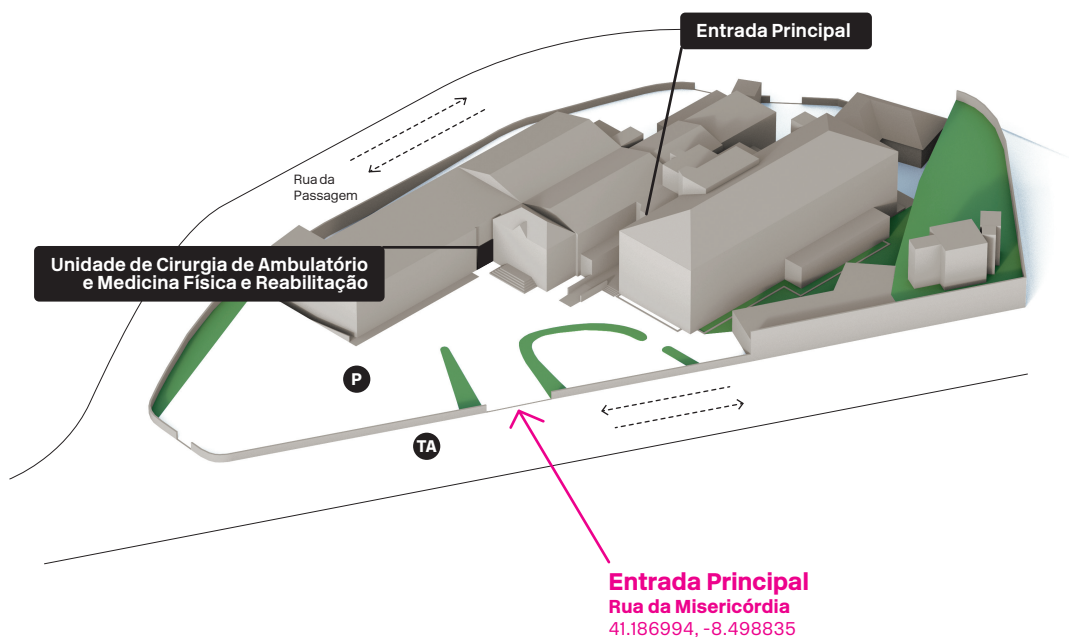 Entrada Principal
Rua da
Passagem
Unidade de Cirurgia de Ambulatório
e Medicina Física e Reabilitação
P
TA
Entrada Principal
Rua da Misericórdia
41.186994, -8.498835